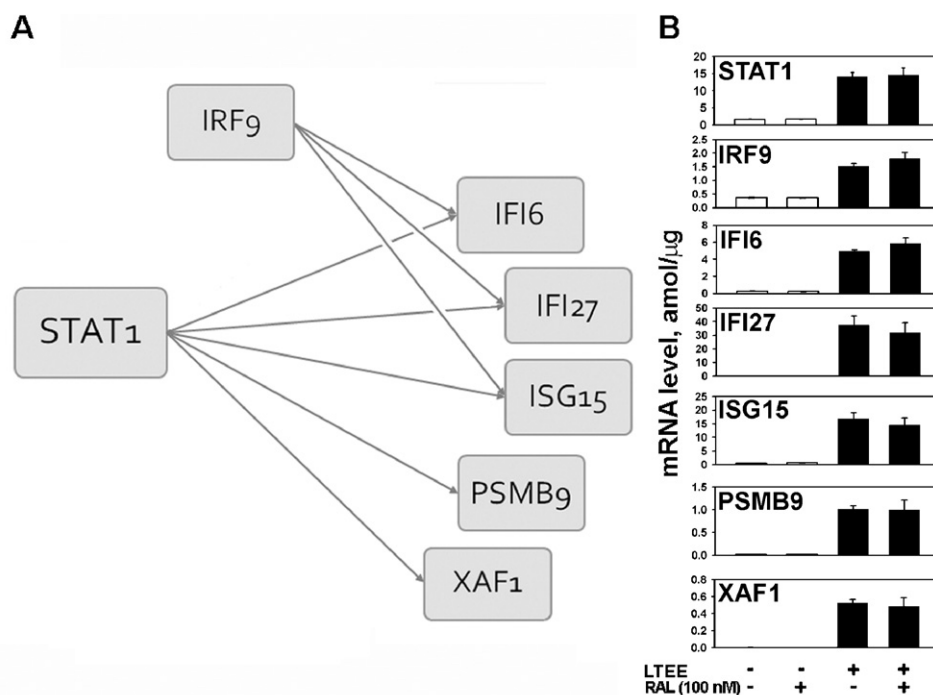 A
IRF9
IFI6
STAT1
IFI27
ISG15
PSMB9
XAF1
B
mRNA level, amol/µg
STAT1
20
15
10
5
0
IRF9
2.5
2.0
1.5
1.0
0.5
0.0
IFI6
8
6
4
2
0
IFI27
50
40
30
20
10
0
ISG15
25
20
15
10
5
0
PSMB9
1.5
1.0
0.5
0.0
XAF1
0.8
0.6
0.4
0.2
0.0
LTEE - - + +
RAL (100 nM) - + - +